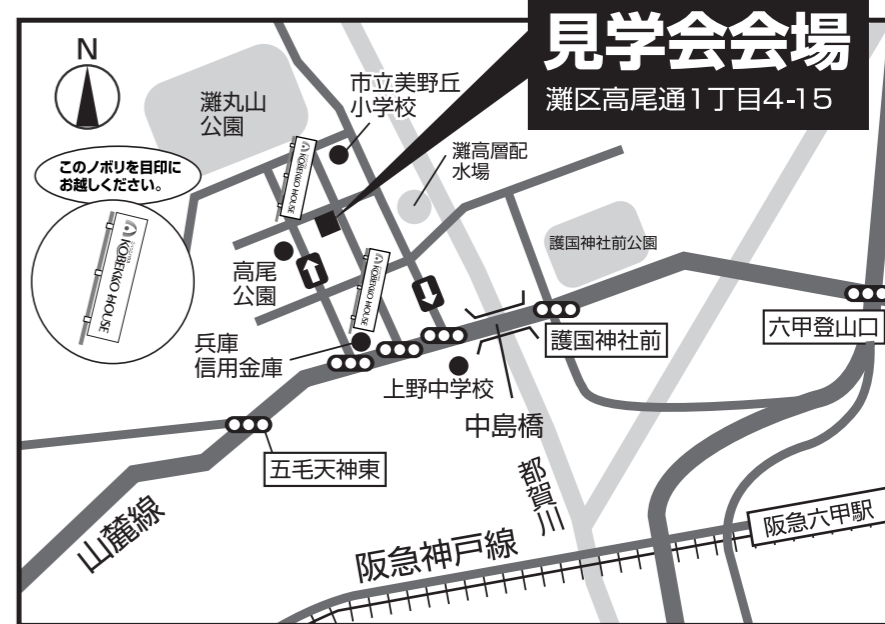 見学会会場
灘区高尾通1丁目4-15
N
灘丸山
公園
市立美野丘
小学校
灘高層配
水場
このノボリを目印に
お越しください。
KOBEKKO HOUSE
KOBEKKO HOUSE
KOBEKKO HOUSE
護国神社前公園
高尾
公園
六甲登山口
兵庫
信用金庫
護国神社前
上野中学校
中島橋
五毛天神東
都賀川
山麓線
阪急神戸線
阪急六甲駅